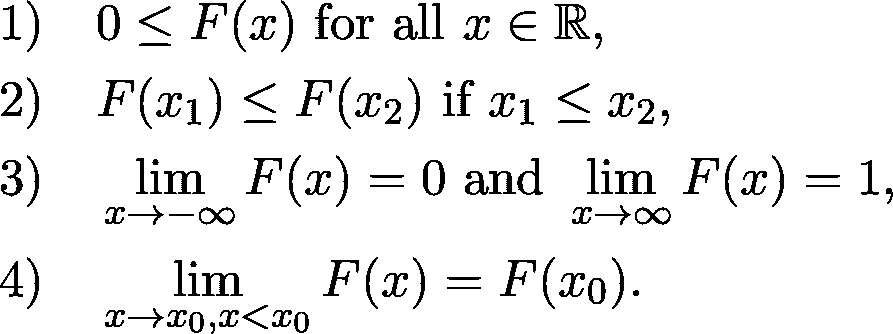 1) 0 ≤ F(x) for all x ∈ ℝ,
2) F(x₁) ≤ F(x₂) if x₁ ≤ x₂,
3) lim_{x→−∞} F(x) = 0 and lim_{x→∞} F(x) = 1,
4) lim_{x→x₀,x<x₀} F(x) = F(x₀).